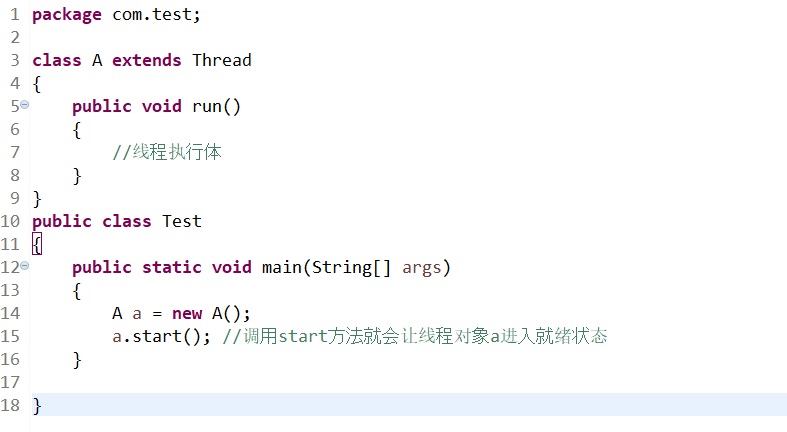 1 package com.test;
2
3 class A extends Thread
4 {
5 public void run()
6 {
7 //线程执行体
8 }
9 }
10 public class Test
11 {
12 public static void main(String[] args)
13 {
14 A a = new A();
15 a.start(); //调用start方法就会让线程对象a进入就绪状态
16 }
17
18 }